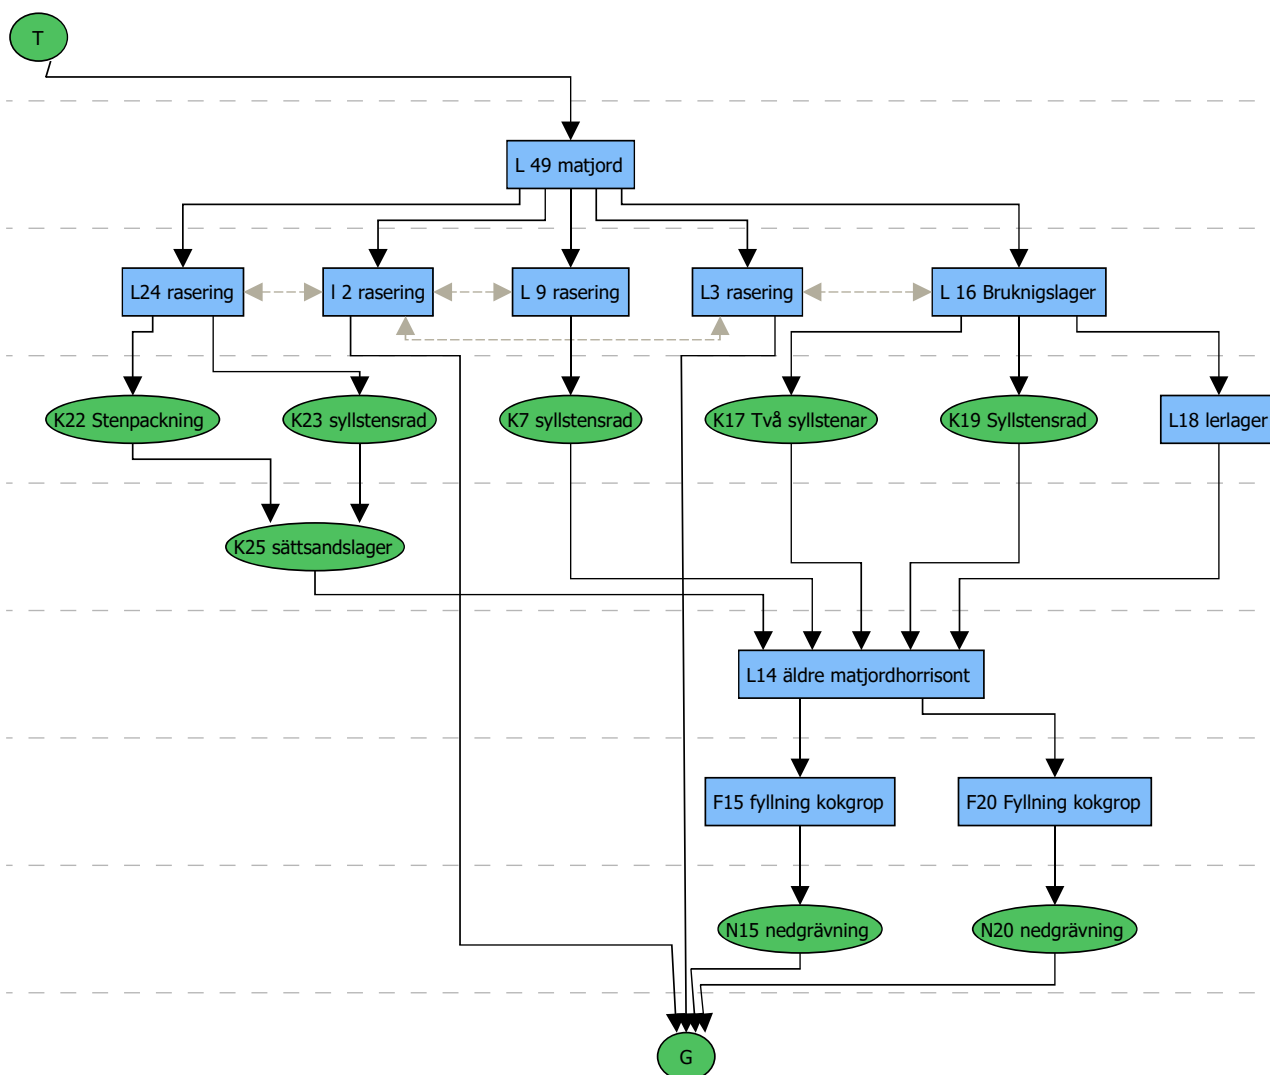 T
L 49 matjord
L24 rasering
l 2 rasering
L 9 rasering
L3 rasering
L 16 Bruknigslager
K22 Stenpackning
K23 syllstensrad
K7 syllstensrad
K17 Två syllstenar
K19 Syllstensrad
L18 lerlager
K25 sättsandslager
L14 äldre matjordhorrisont
F15 fyllning kokgrop
F20 Fyllning kokgrop
N15 nedgrävning
N20 nedgrävning
G